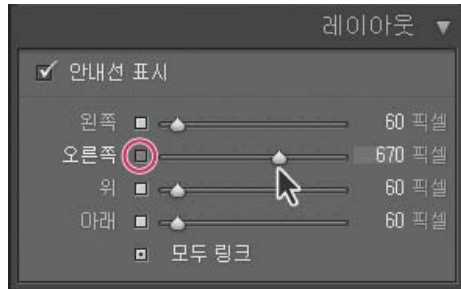 레이아웃
안내선 표시
왼쪽 60 픽셀
오른쪽 670 픽셀
위 60 픽셀
아래 60 픽셀
모두 링크